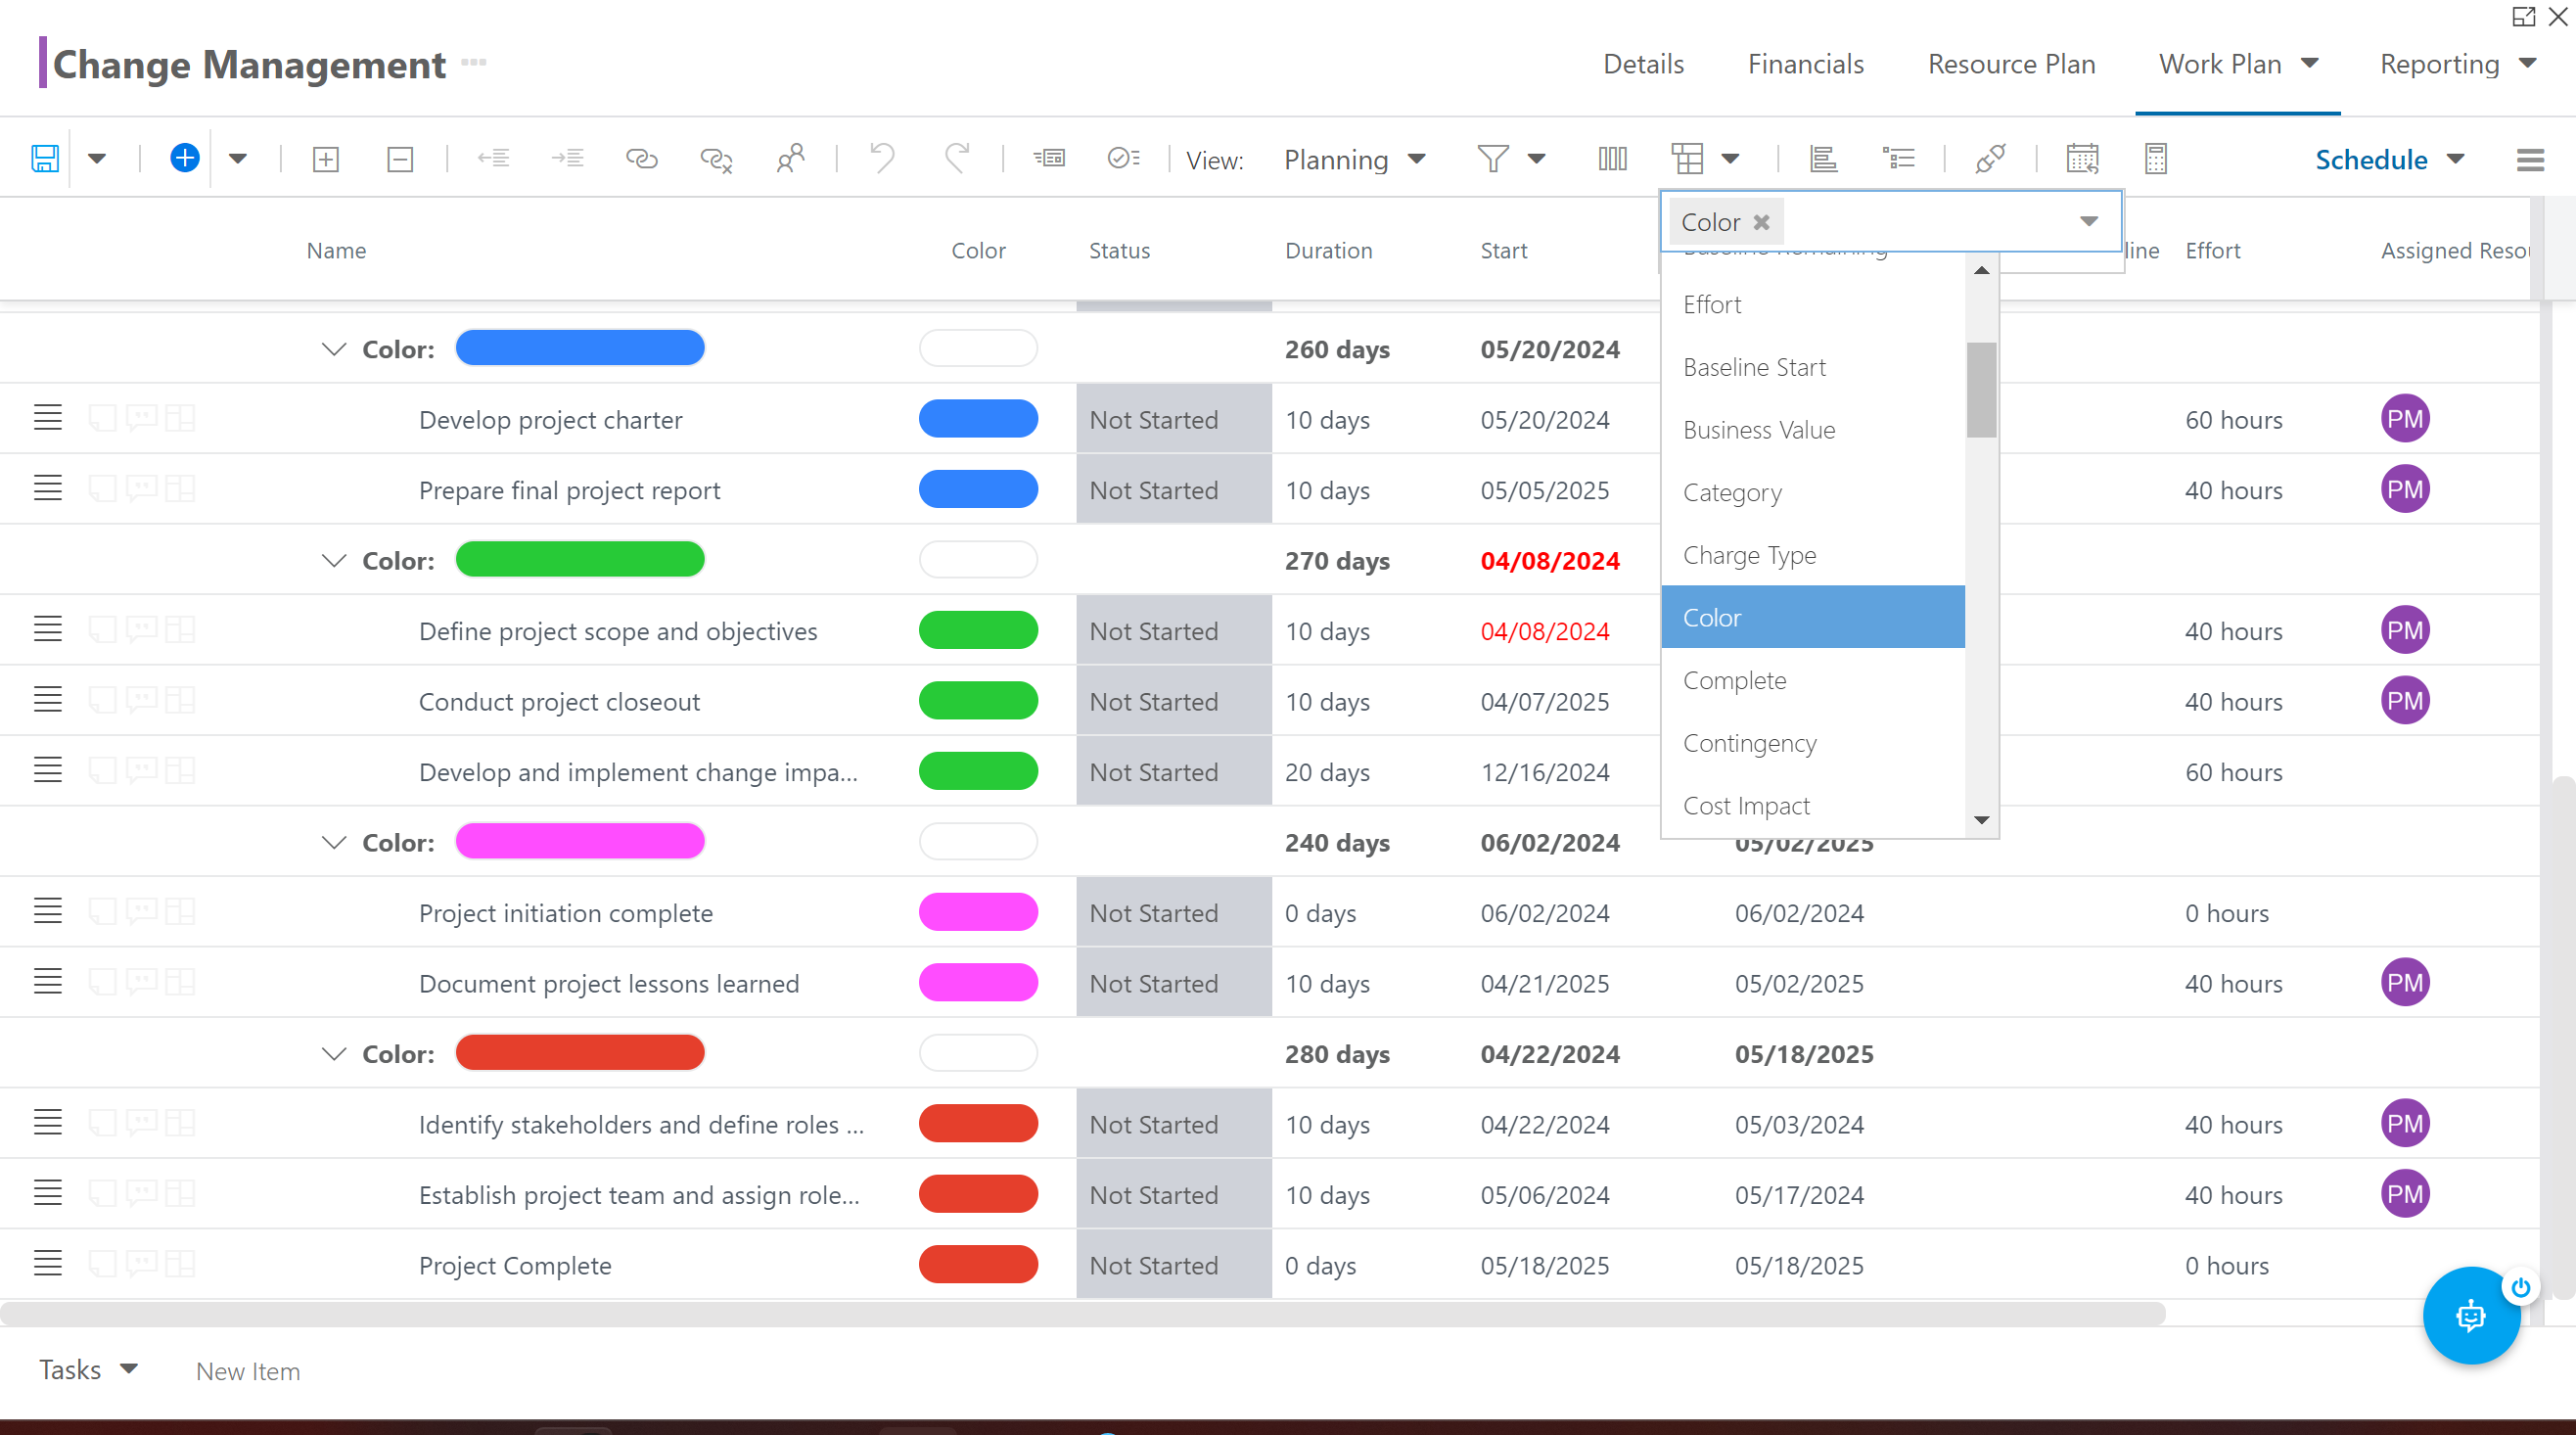 Change Management
Details Financials Resource Plan Work Plan Reporting
View: Planning Schedule
Color
Name Color Status Duration Start line Effort Assigned Resou
Baseline Remaining
Effort
Baseline Start
Business Value
Category
Charge Type
Color
Complete
Contingency
Cost Impact
Color: 260 days 05/20/2024
Develop project charter Not Started 10 days 05/20/2024 60 hours PM
Prepare final project report Not Started 10 days 05/05/2025 40 hours PM
Color: 270 days 04/08/2024
Define project scope and objectives Not Started 10 days 04/08/2024 40 hours PM
Conduct project closeout Not Started 10 days 04/07/2025 40 hours PM
Develop and implement change impa... Not Started 20 days 12/16/2024 60 hours
Color: 240 days 06/02/2024 05/02/2025
Project initiation complete Not Started 0 days 06/02/2024 06/02/2024 0 hours
Document project lessons learned Not Started 10 days 04/21/2025 05/02/2025 40 hours PM
Color: 280 days 04/22/2024 05/18/2025
Identify stakeholders and define roles ... Not Started 10 days 04/22/2024 05/03/2024 40 hours PM
Establish project team and assign role... Not Started 10 days 05/06/2024 05/17/2024 40 hours PM
Project Complete Not Started 0 days 05/18/2025 05/18/2025 0 hours
Tasks New Item